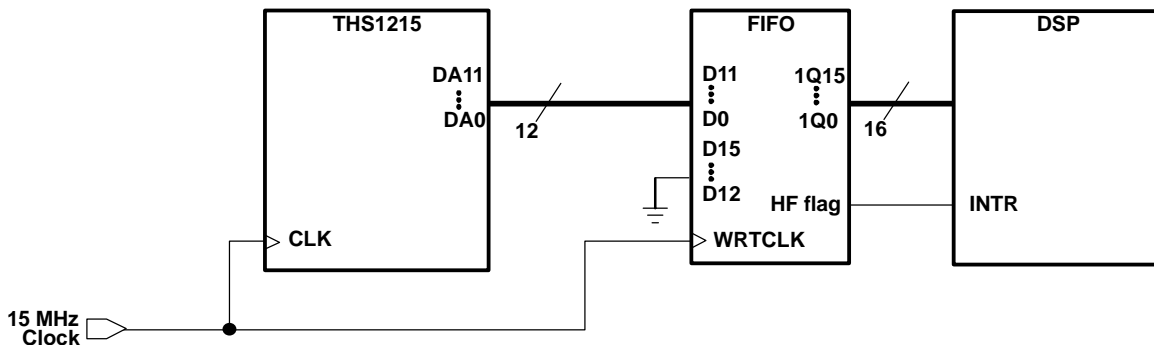 THS1215
DA11
DA0
CLK
12
FIFO
D11
D0
D15
D12
1Q15
1Q0
HF flag
WRTCLK
16
DSP
INTR
15 MHz
Clock